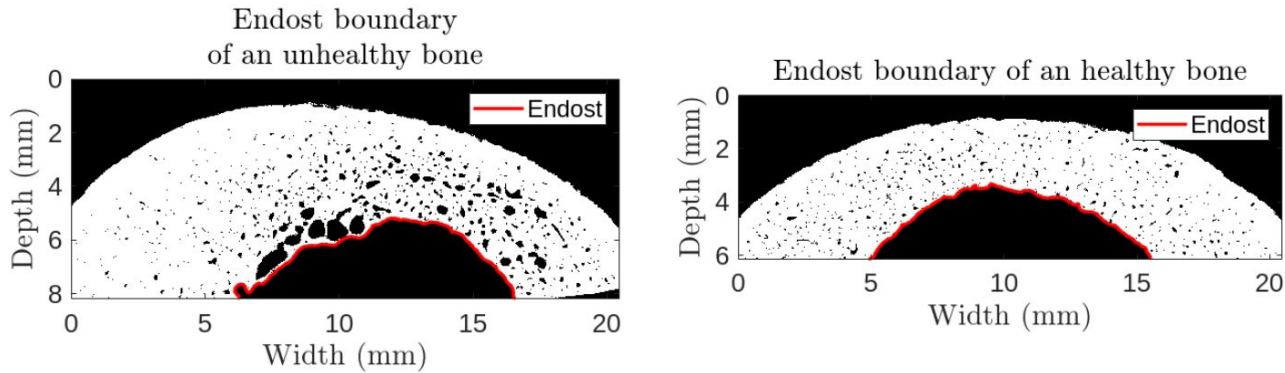 Endost boundary
of an unhealthy bone
Endost
0
2
4
6
8
Depth (mm)
0 5 10 15 20
Width (mm)
Endost boundary of an healthy bone
Endost
0
2
4
6
Depth (mm)
0 5 10 15 20
Width (mm)